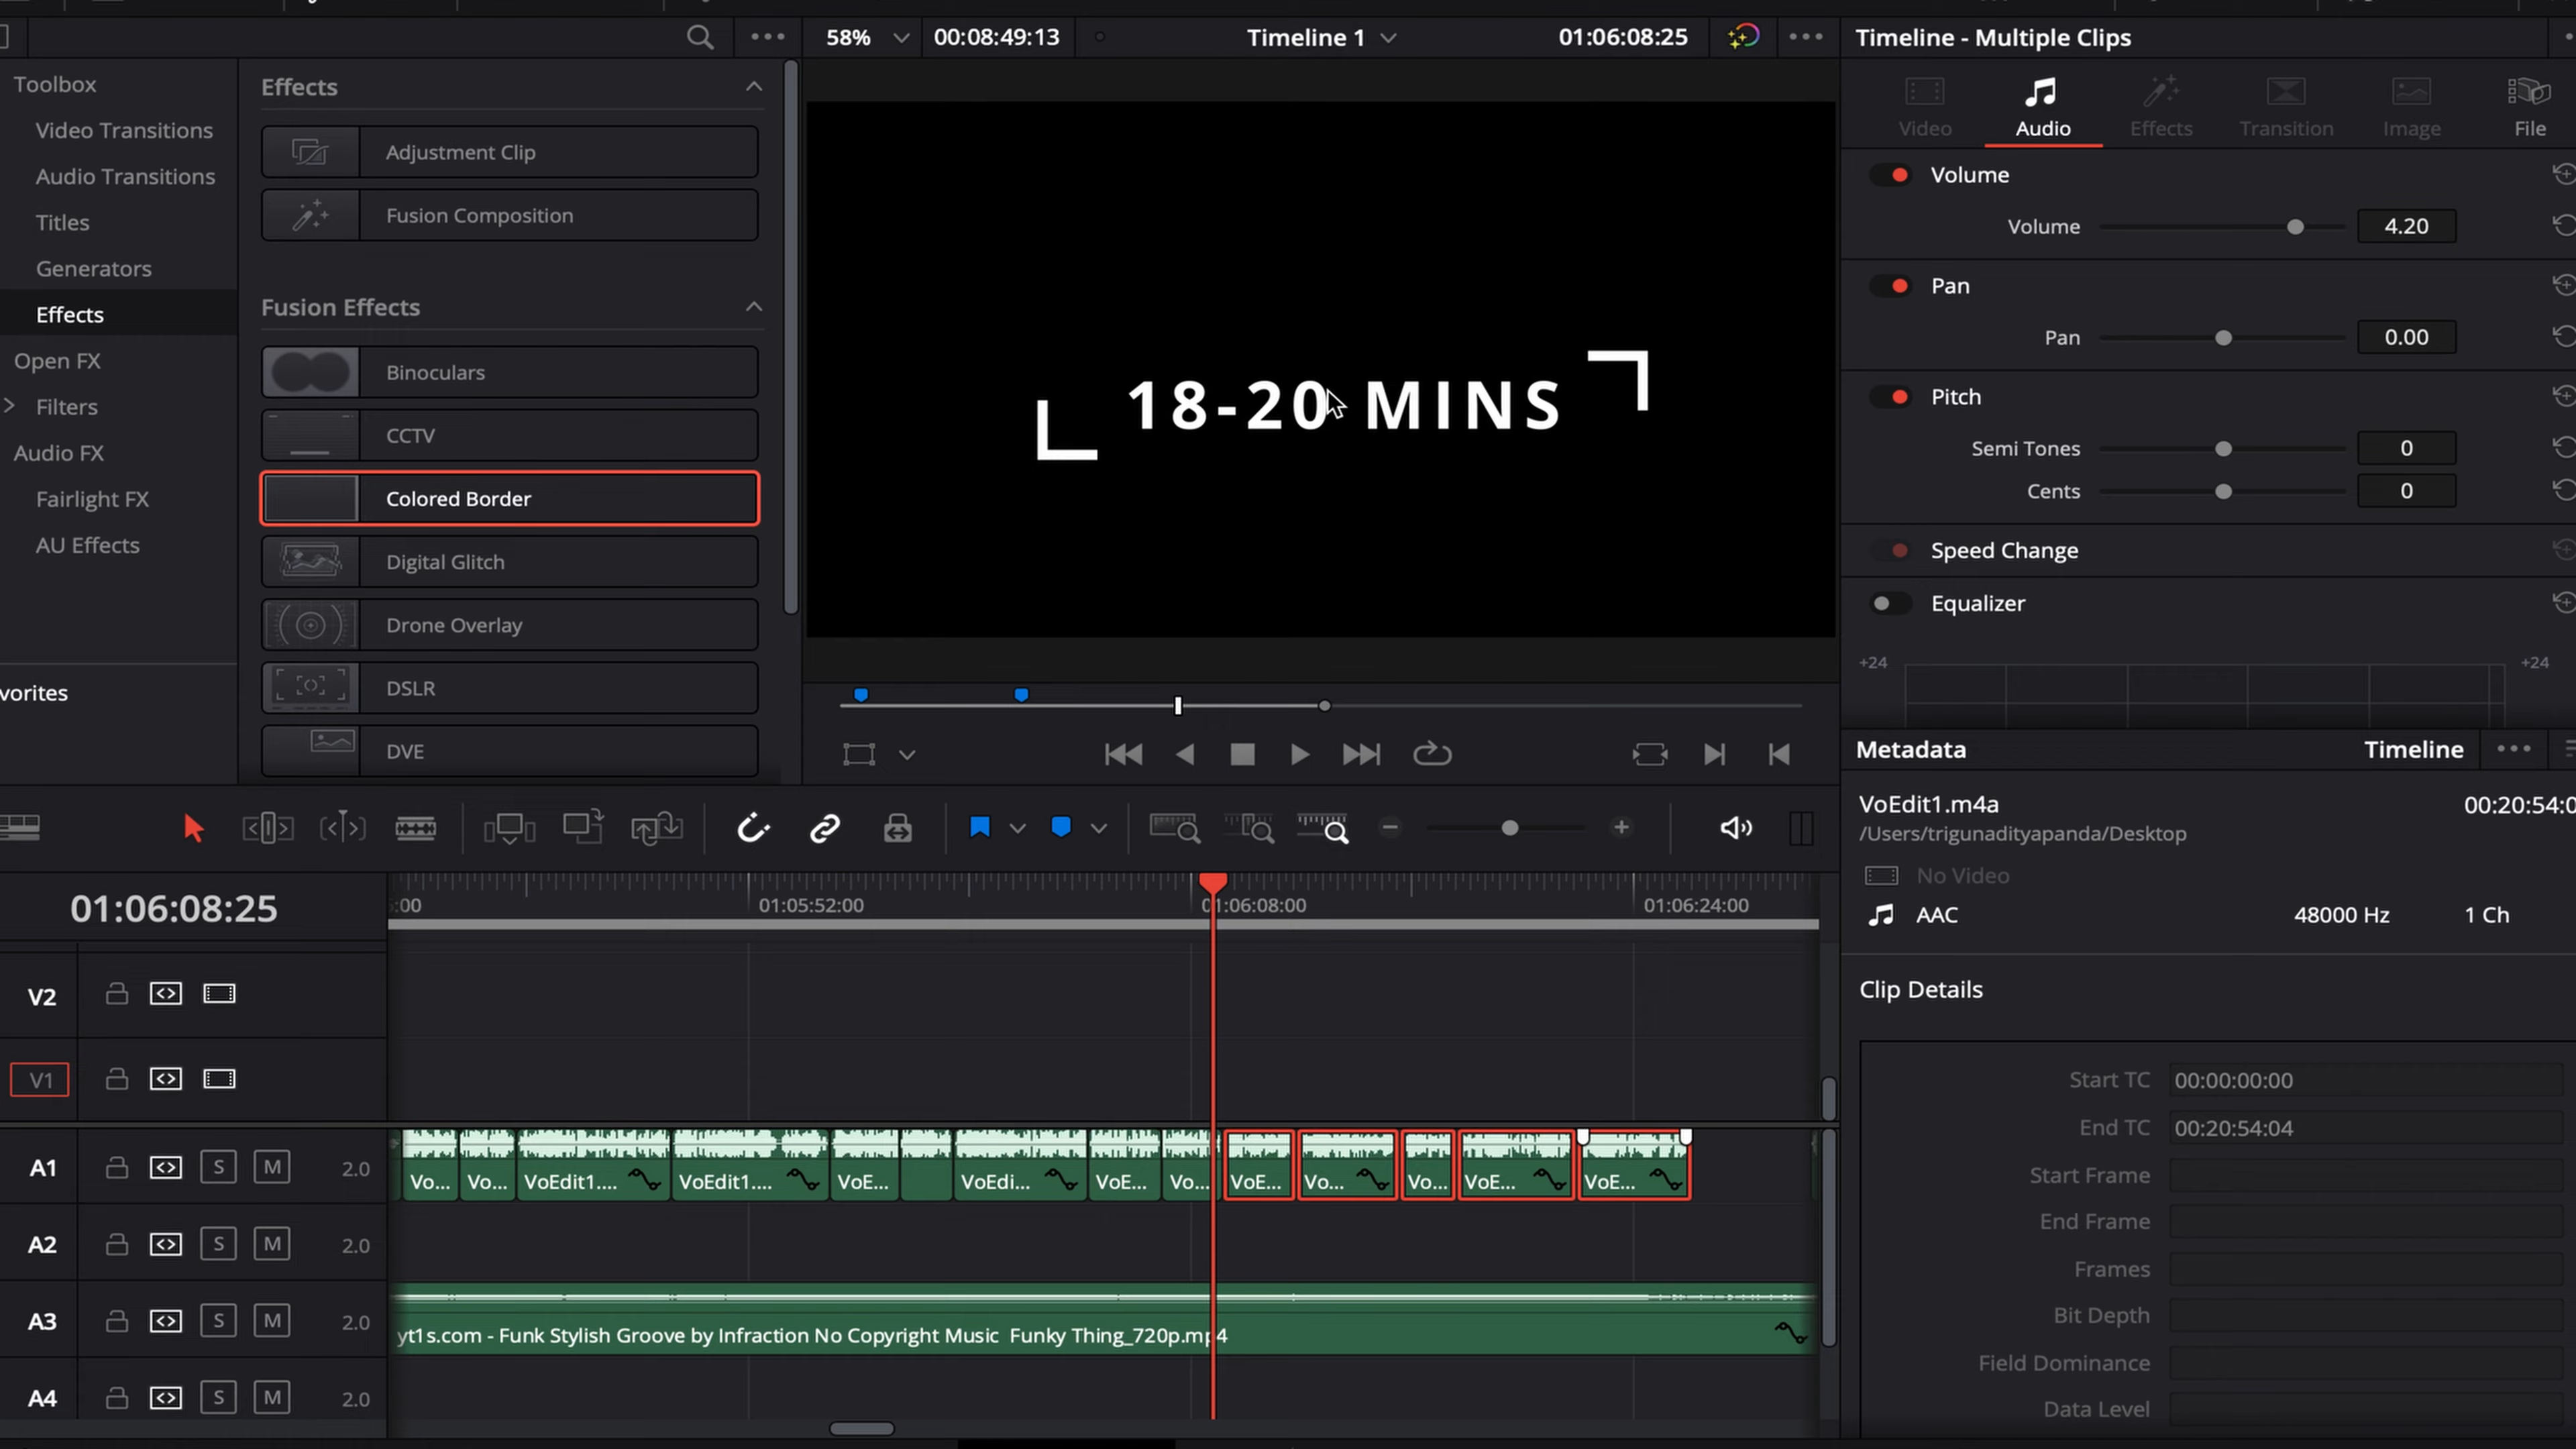 58%
00:08:49:13
Timeline 1
01:06:08:25
Timeline - Multiple Clips
Toolbox
Video Transitions
Audio Transitions
Titles
Generators
Effects
Open FX
Filters
Audio FX
Fairlight FX
AU Effects
vorites
Effects
Adjustment Clip
Fusion Composition
Fusion Effects
Binoculars
CCTV
Colored Border
Digital Glitch
Drone Overlay
DSLR
DVE
18-20 MINS
Video
Audio
Effects
Transition
Image
File
Volume
Volume
4.20
Pan
Pan
0.00
Pitch
Semi Tones
0
Cents
0
Speed Change
Equalizer
+24
+24
Metadata
Timeline
VoEdit1.m4a
00:20:54:0
/Users/trigunadityapanda/Desktop
No Video
AAC
48000 Hz
1 Ch
Clip Details
Start TC
00:00:00:00
End TC
00:20:54:04
Start Frame
End Frame
Frames
Bit Depth
Field Dominance
Data Level
01:06:08:25
:00
01:05:52:00
01:06:08:00
01:06:24:00
V2
V1
A1
S
M
2.0
Vo...
Vo...
VoEdit1....
VoEdit1....
VoE...
VoEdi...
VoE...
Vo...
VoE...
Vo...
Vo...
VoE...
VoE...
A2
S
M
2.0
A3
S
M
2.0
yt1s.com - Funk Stylish Groove by Infraction No Copyright Music  Funky Thing_720p.mp4
A4
S
M
2.0